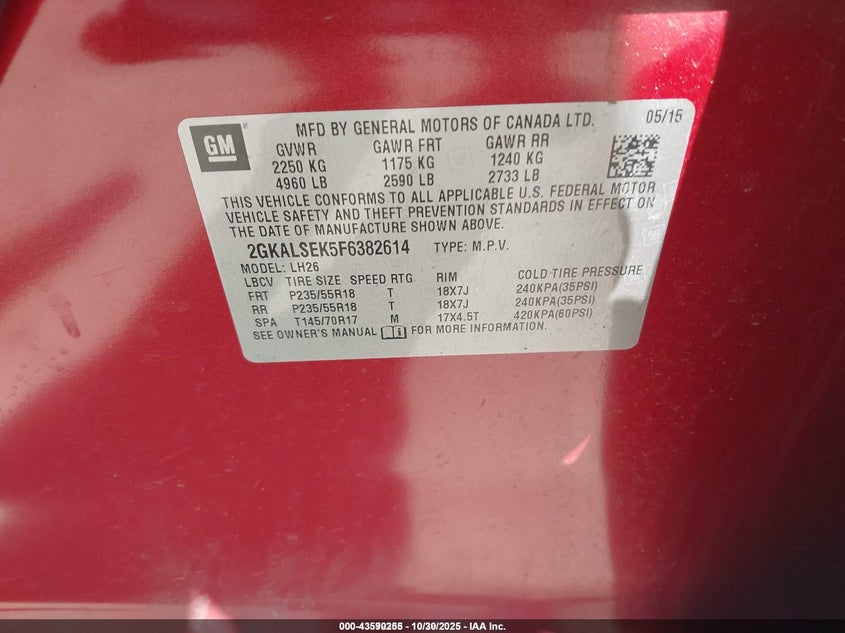 GM
MFD BY GENERAL MOTORS OF CANADA LTD. 05/15
GVWR GAWR FRT GAWR RR
2250 KG 1175 KG 1240 KG
4960 LB 2590 LB 2733 LB
THIS VEHICLE CONFORMS TO ALL APPLICABLE U.S. FEDERAL MOTOR
VEHICLE SAFETY AND THEFT PREVENTION STANDARDS IN EFFECT ON
THE DATE OF MANUFACTURE SHOWN ABOVE.
2GKALSEK5F6382614 TYPE: M.P.V.
MODEL: LH26
LBCV TIRE SIZE SPEED RTG RIM COLD TIRE PRESSURE
FRT P235/55R18 T 18X7J 240KPA(35PSI)
RR P235/55R18 T 18X7J 240KPA(35PSI)
SPA T145/70R17 M 17X4.5T 420KPA(60PSI)
SEE OWNER'S MANUAL FOR MORE INFORMATION.
000-43590266 - 10/30/2025 - IAA Inc.